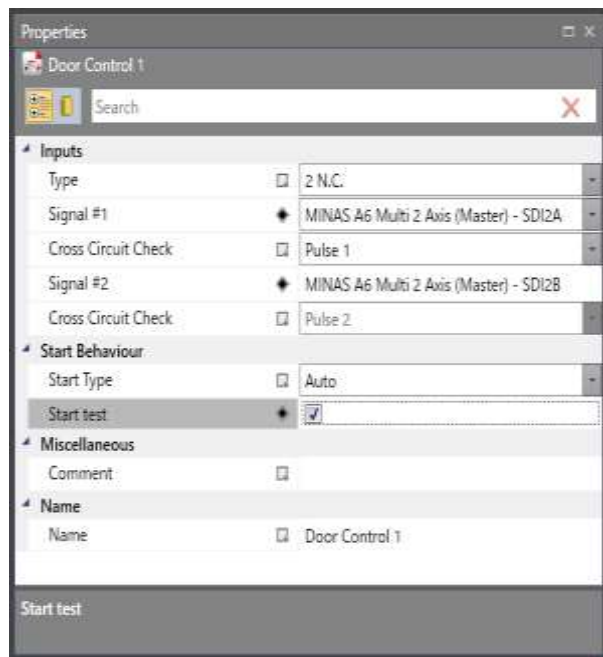 Properties
Door Control 1
Search
Inputs
Type 2 N.C.
Signal #1 MINAS A6 Multi 2 Axis (Master) - SDI2A
Cross Circuit Check Pulse 1
Signal #2 MINAS A6 Multi 2 Axis (Master) - SDI2B
Cross Circuit Check Pulse 2
Start Behaviour
Start Type Auto
Start test
Miscellaneous
Comment
Name
Name Door Control 1
Start test